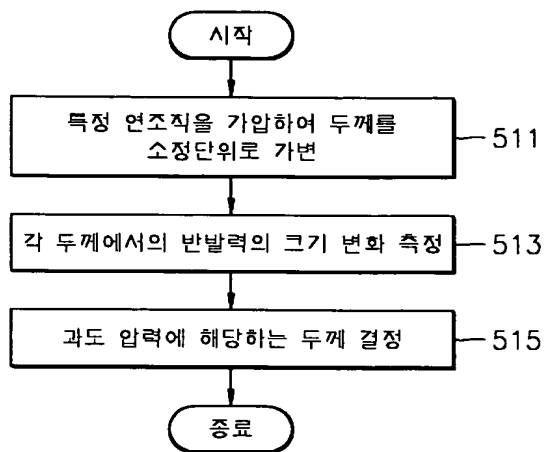 시작
특정 연조직을 가압하여 두께를
소정단위로 가변
511
각 두께에서의 반발력의 크기 변화 측정
513
과도 압력에 해당하는 두께 결정
515
종료